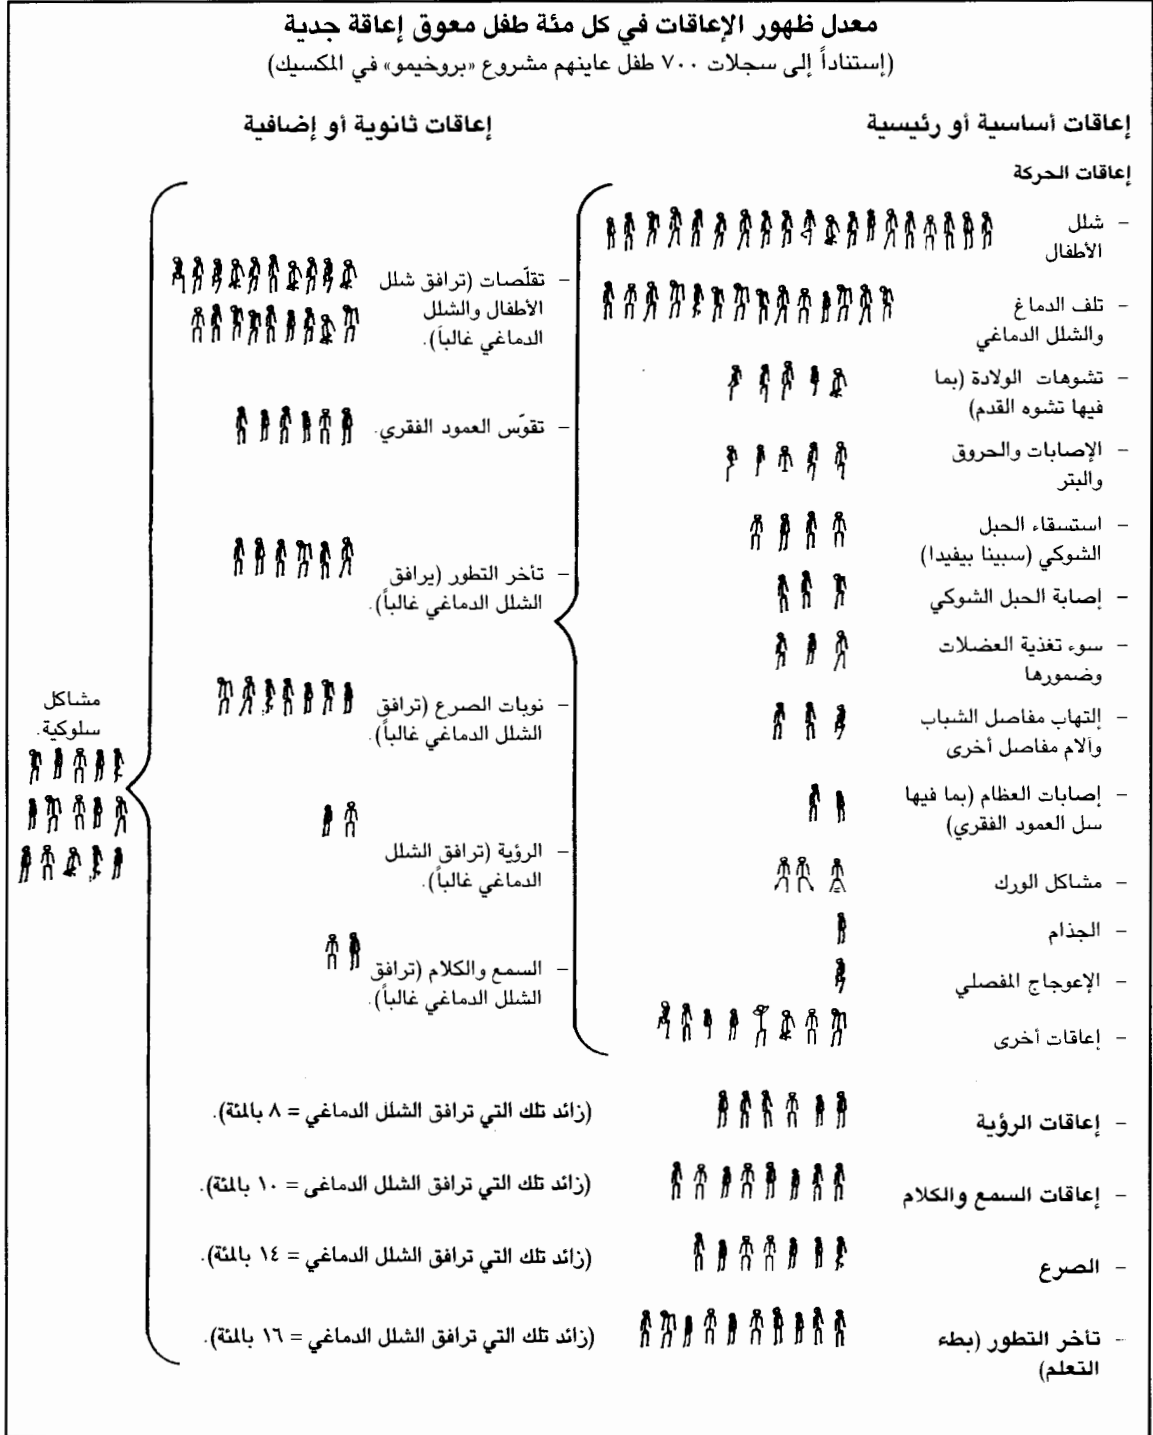 معدل ظهور الإعاقات في كل مئة طفل معوق إعاقة جدية
(إستناداً إلى سجلات ٧٠٠ طفل عاينهم مشروع «بروخيمو» في المكسيك)
إعاقات أساسية أو رئيسية
إعاقات الحركة
– شلل
الأطفال
– تلف الدماغ
والشلل الدماغي
– تشوهات الولادة (بما
فيها تشوه القدم)
– الإصابات والحروق
والبتر
– استسقاء الحبل
الشوكي (سبينا بيفيدا)
– إصابة الحبل الشوكي
– سوء تغذية العضلات
وضمورها
– إلتهاب مفاصل الشباب
وآلام مفاصل أخرى
– إصابات العظام (بما فيها
سل العمود الفقري)
– مشاكل الورك
– الجذام
– الإعوجاج المفصلي
– إعاقات أخرى
إعاقات ثانوية أو إضافية
– تقلّصات (ترافق شلل
الأطفال والشلل
الدماغي غالباً).
– تقوّس العمود الفقري.
– تأخر التطور (يرافق
الشلل الدماغي غالباً).
– نوبات الصرع (ترافق
الشلل الدماغي غالباً).
– الرؤية (ترافق الشلل
الدماغي غالباً).
– السمع والكلام (ترافق
الشلل الدماغي غالباً).
مشاكل
سلوكية.
– إعاقات الرؤية
(زائد تلك التي ترافق الشلل الدماغي = ٨ بالمئة).
– إعاقات السمع والكلام
(زائد تلك التي ترافق الشلل الدماغي = ١٠ بالمئة).
– الصرع
(زائد تلك التي ترافق الشلل الدماغي = ١٤ بالمئة).
– تأخر التطور (بطء
التعلم)
(زائد تلك التي ترافق الشلل الدماغي = ١٦ بالمئة).